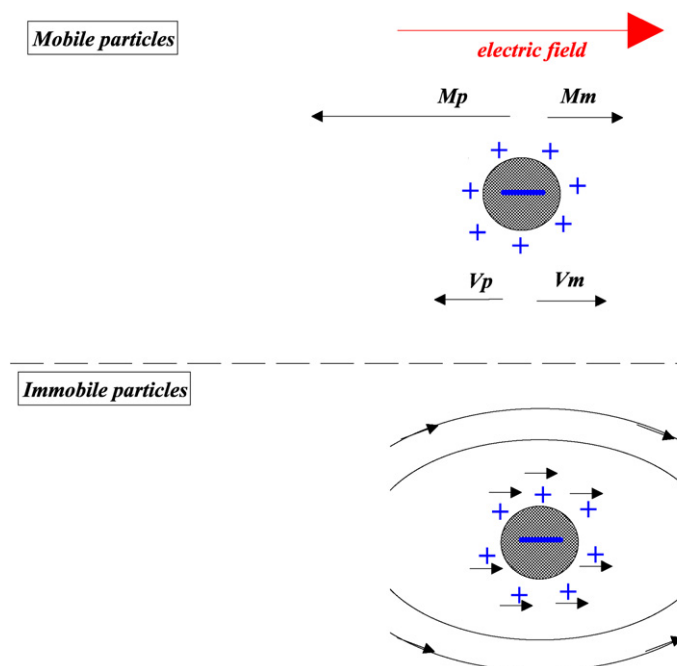 Mobile particles
electric field
Mp Mm
+ +
+ +
+ +
+
Vp Vm
Immobile particles
+
+ +
+ +
+ +